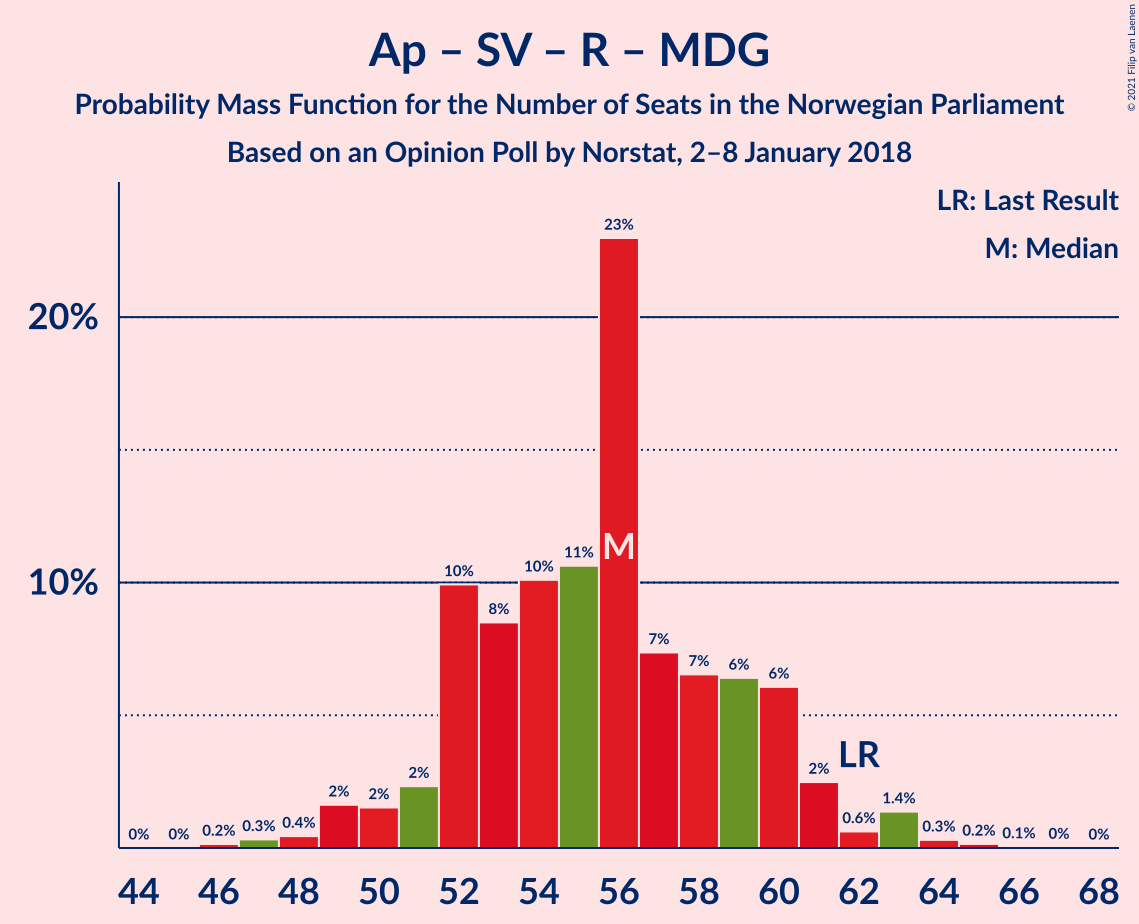 Ap – SV – R – MDG
Probability Mass Function for the Number of Seats in the Norwegian Parliament
Based on an Opinion Poll by Norstat, 2–8 January 2018
© 2021 Filip van Laenen
LR: Last Result
M: Median
20%
10%
0% 0% 0.2% 0.3% 0.4% 2% 2% 2% 10% 8% 10% 11% 23% 7% 7% 6% 6% 2% 0.6% 1.4% 0.3% 0.2% 0.1% 0% 0%
M
LR
44 46 48 50 52 54 56 58 60 62 64 66 68